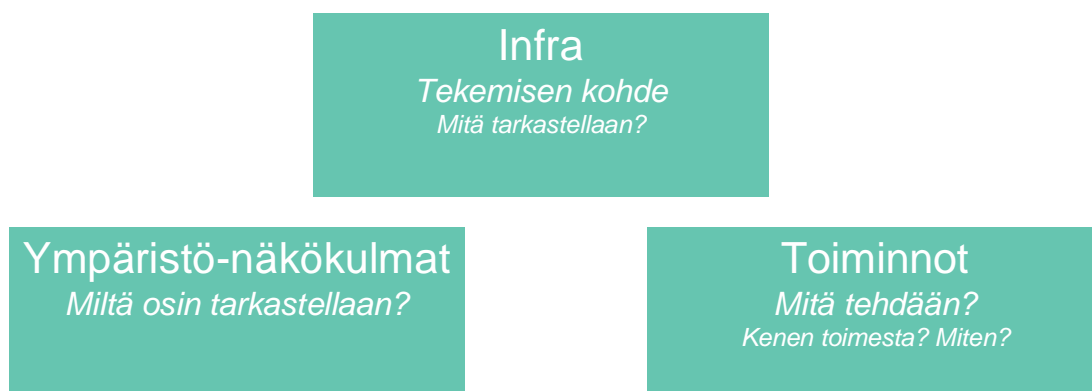 Infra
Tekemisen kohde
Mitä tarkastellaan?
Ympäristö-näkökulmat
Miltä osin tarkastellaan?
Toiminnot
Mitä tehdään?
Kenen toimesta? Miten?